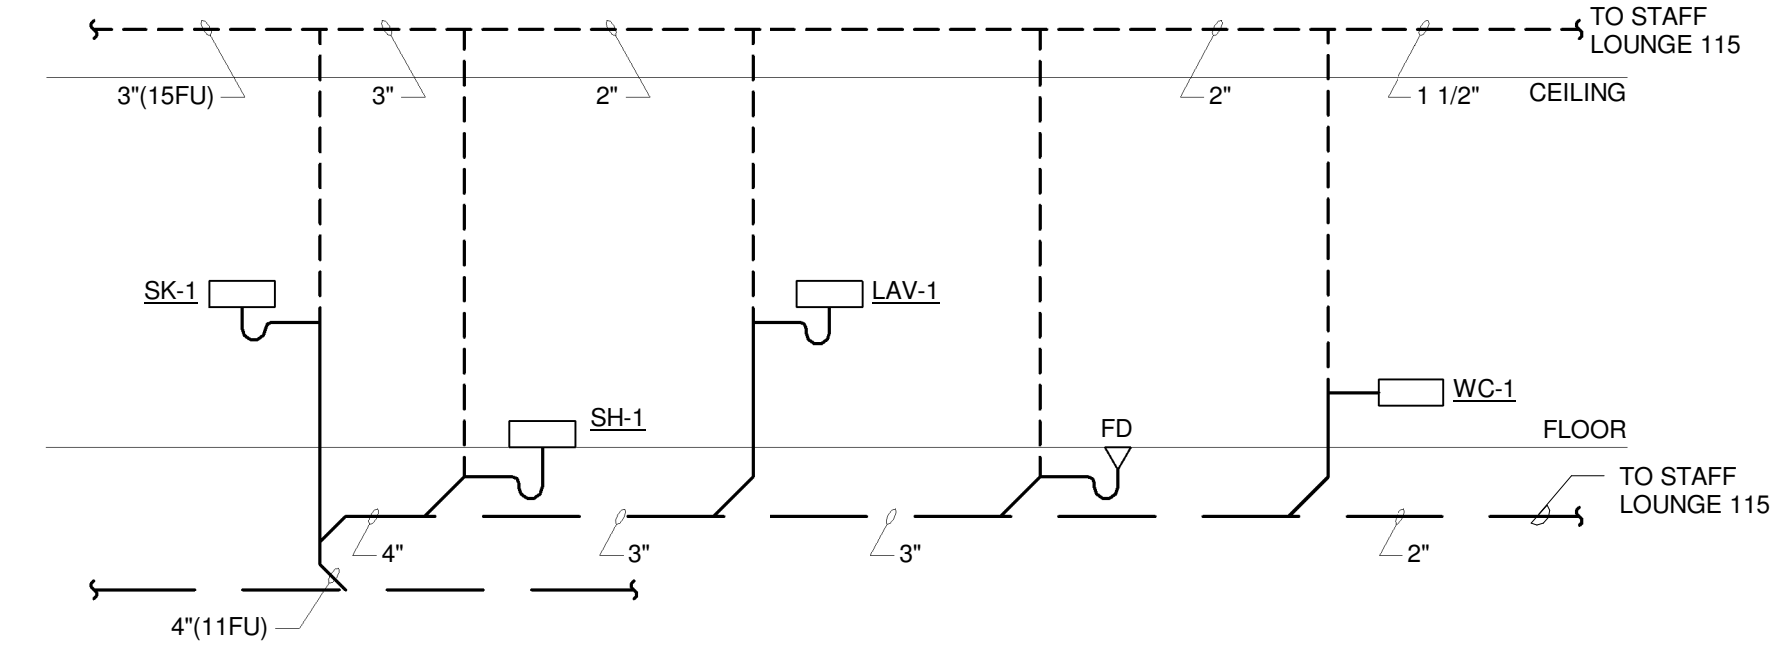 TO STAFF
LOUNGE 115
3"(15FU)
3"
2"
2"
1 1/2"
CEILING
SK-1
LAV-1
WC-1
SH-1
FD
FLOOR
TO STAFF
LOUNGE 115
4"
3"
3"
2"
4"(11FU)